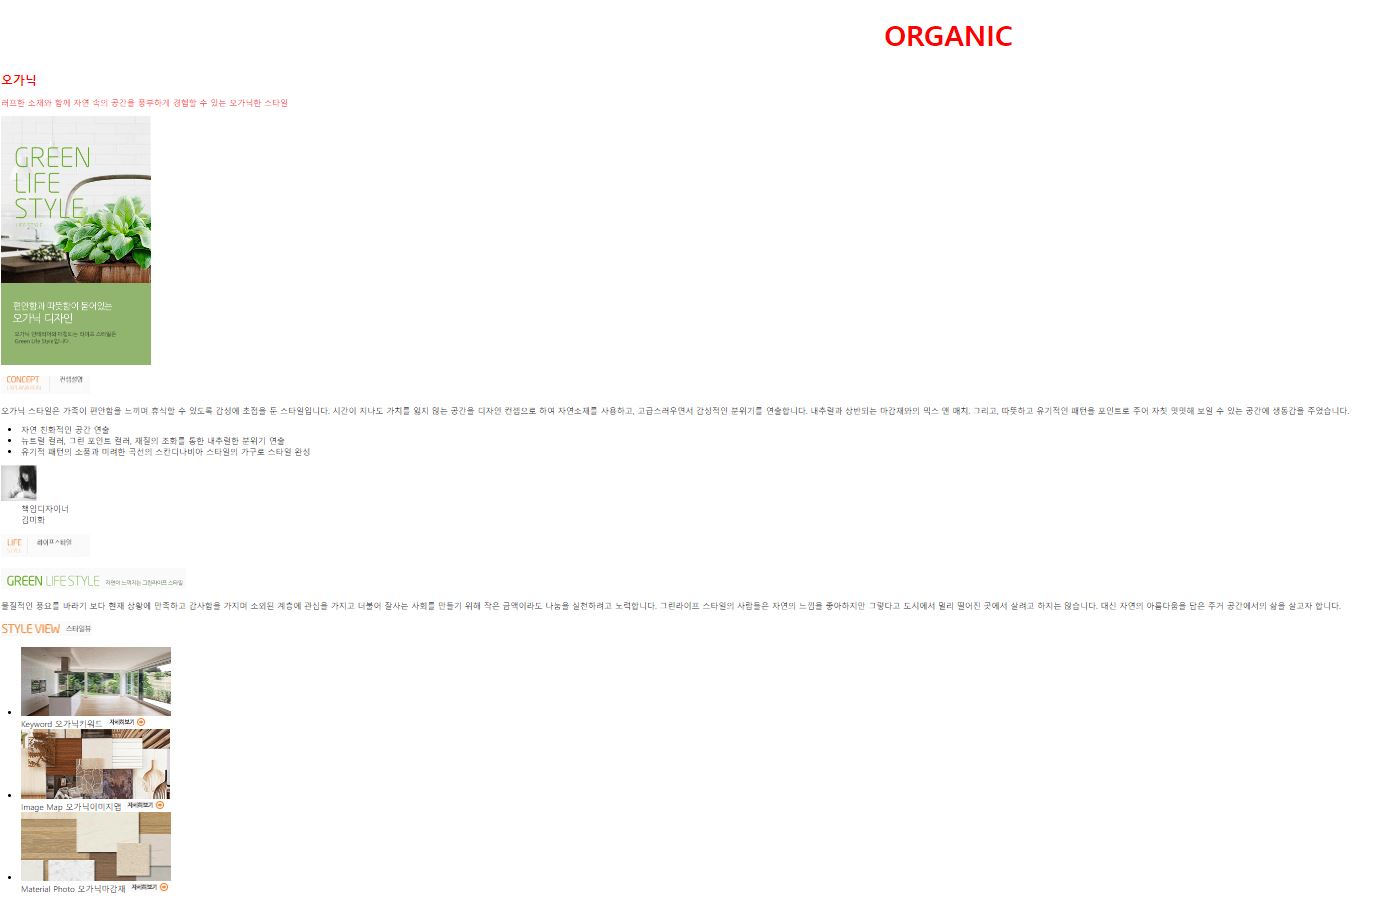 ORGANIC
오가닉
러프한 소재와 함께 자연 속의 공간을 풍부하게 경험할 수 있는 오가닉한 스타일
GREEN
LIFE
STYLE
LIFE STYLE
편안함과 따뜻함이 묻어있는
오가닉 디자인
오가닉 인테리어와 매칭되는 라이프 스타일은
Green Life Style입니다.
CONCEPT 컨셉설명
EXPLANATION
오가닉 스타일은 가족이 편안함을 느끼며 휴식할 수 있도록 감성에 초점을 둔 스타일입니다. 시간이 지나도 가치를 잃지 않는 공간을 디자인 컨셉으로 하여 자연소재를 사용하고, 고급스러우면서 감성적인 분위기를 연출합니다. 내추럴과 상반되는 마감재와의 믹스 앤 매치. 그리고, 따뜻하고 유기적인 패턴을 포인트로 주어 자칫 밋밋해 보일 수 있는 공간에 생동감을 주었습니다.
자연 친화적인 공간 연출
뉴트럴 컬러, 그린 포인트 컬러, 재질의 조화를 통한 내추럴한 분위기 연출
유기적 패턴의 소품과 미려한 곡선의 스칸디나비아 스타일의 가구로 스타일 완성
책임디자이너
김미화
LIFE 라이프스타일
STYLE
GREEN LIFE STYLE 자연이 느껴지는 그린라이프 스타일
물질적인 풍요를 바라기 보다 현재 상황에 만족하고 감사함을 가지며 소외된 계층에 관심을 가지고 더불어 잘사는 사회를 만들기 위해 작은 금액이라도 나눔을 실천하려고 노력합니다. 그린라이프 스타일의 사람들은 자연의 느낌을 좋아하지만 그렇다고 도시에서 멀리 떨어진 곳에서 살려고 하지는 않습니다. 대신 자연의 아름다움을 담은 주거 공간에서의 삶을 살고자 합니다.
STYLE VIEW 스타일뷰
Keyword 오가닉키워드 자세히보기
Image Map 오가닉이미지맵 자세히보기
Material Photo 오가닉마감재 자세히보기